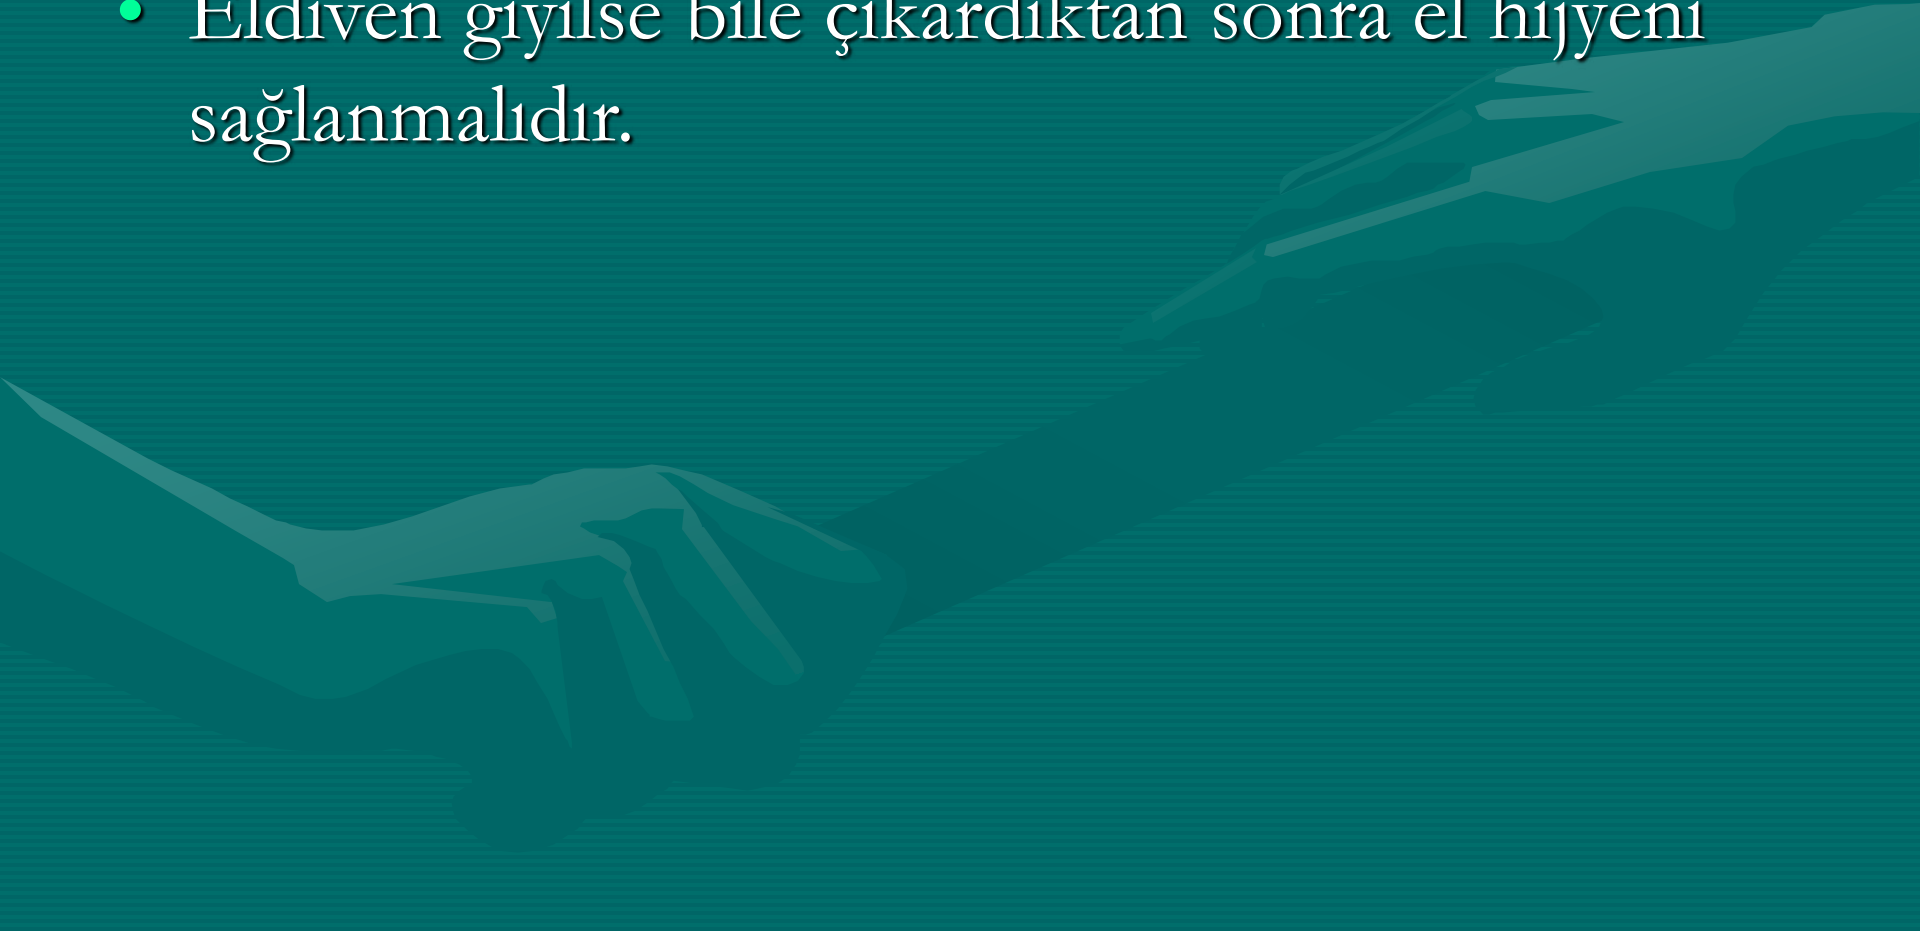 • Eldiven giyilse bile çıkardıktan sonra el hijyeni
sağlanmalıdır.